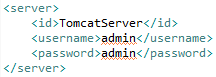 <server>
<id>TomcatServer</id>
<username>admin</username>
<password>admin</password>
</server>